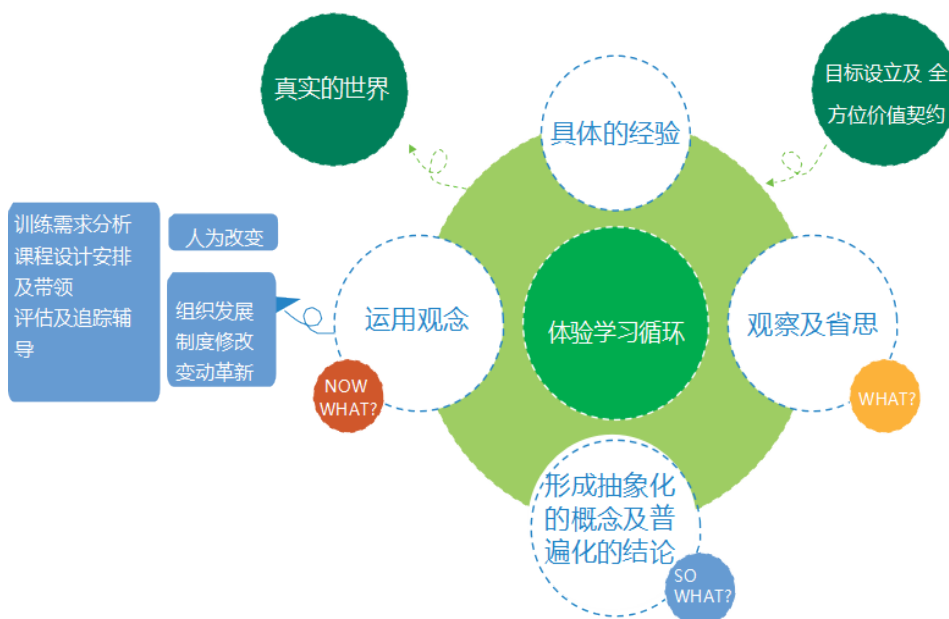 真实的世界
目标设立及 全
方位价值契约
具体的经验
训练需求分析
课程设计安排
及带领
评估及追踪辅
导
人为改变
组织发展
制度修改
变动革新
运用观念
体验学习循环
观察及省思
NOW
WHAT?
WHAT?
形成抽象化
的概念及普
遍化的结论
SO
WHAT?